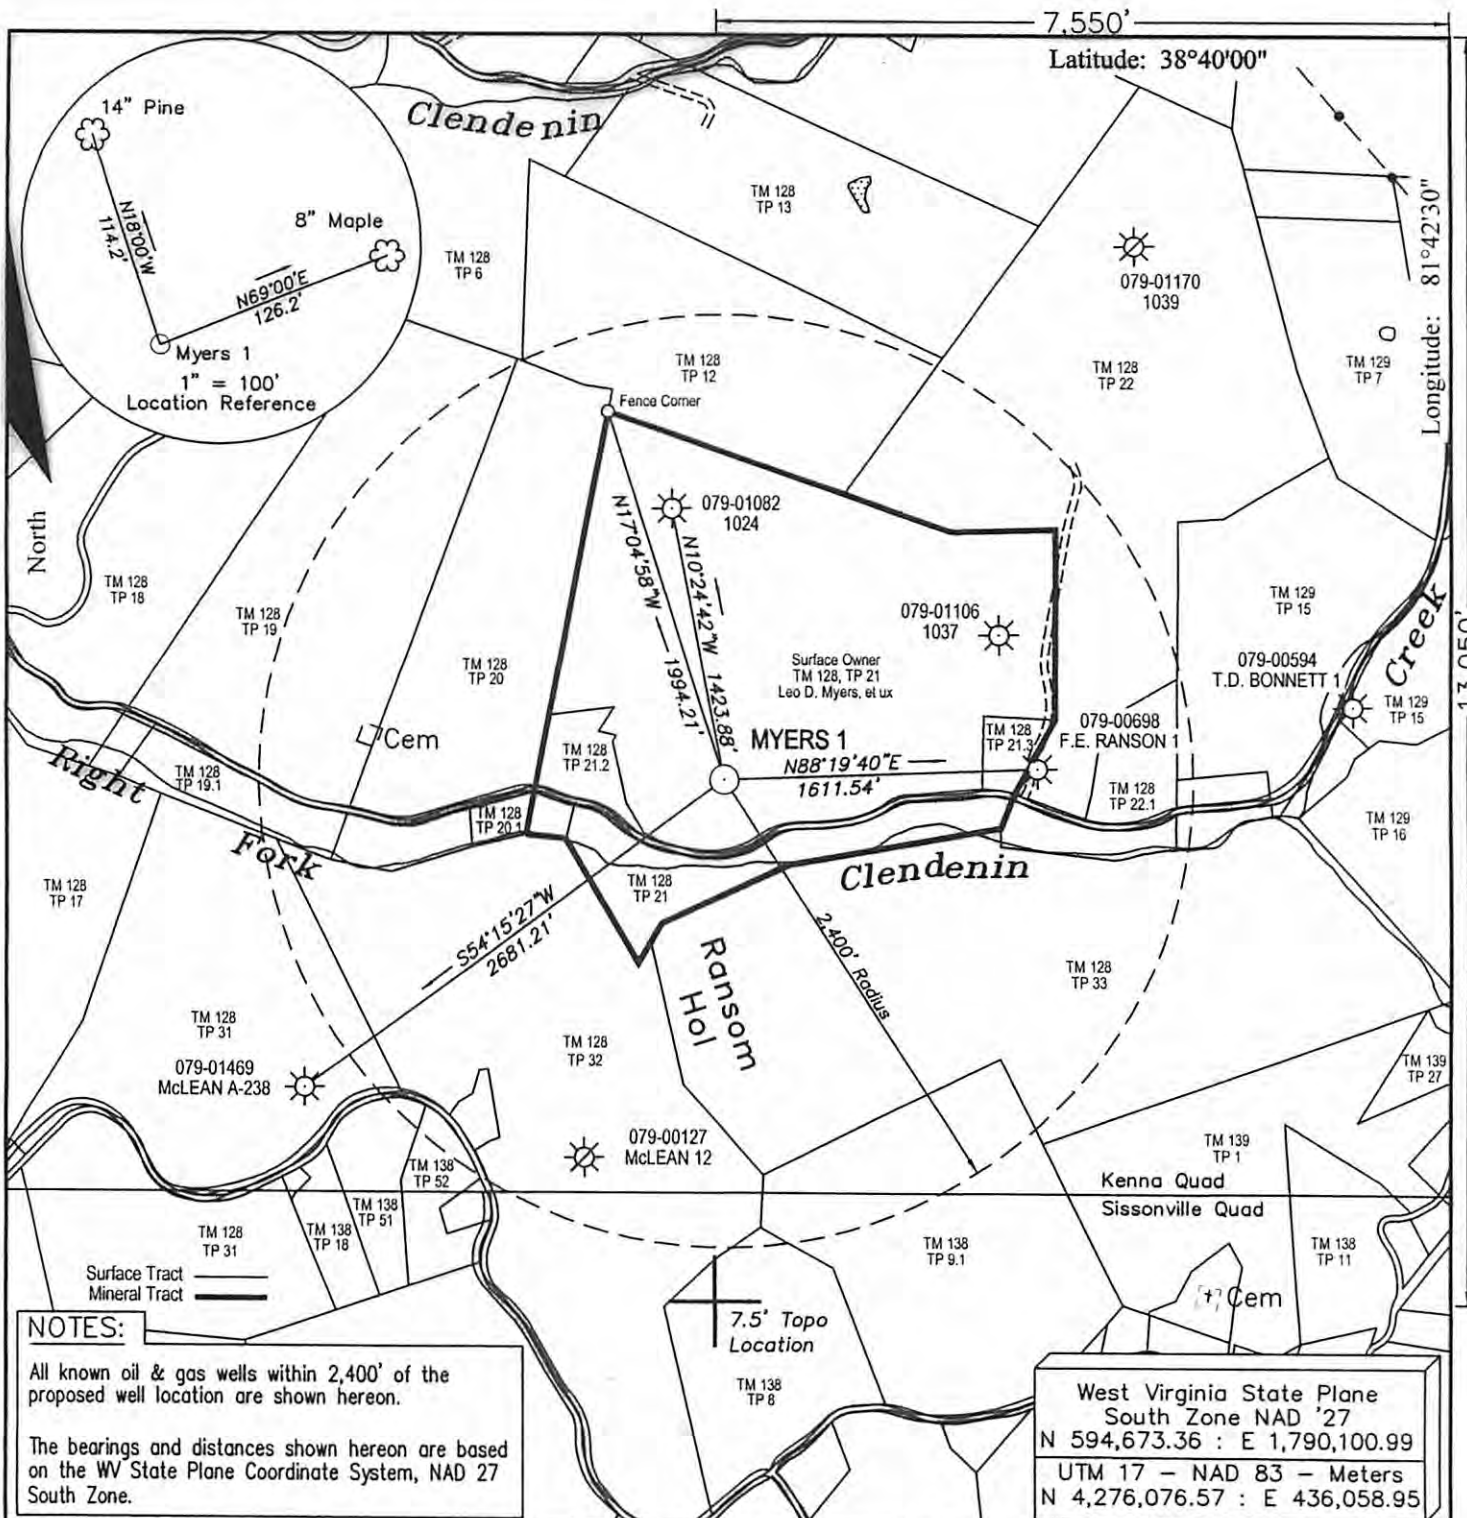 7,550'
Latitude: 38°40'00"
Longitude: 81°42'30"
13,050'
14" Pine
N18°00'W
114.2'
8" Maple
N69°00'E
126.2'
Myers 1
1" = 100'
Location Reference
North
Clendenin
TM 128
TP 6
TM 128
TP 13
079-01170
1039
TM 128
TP 12
TM 128
TP 22
TM 129
TP 7
Fence Corner
079-01082
1024
N17°04'58"W
1994.21'
N10°24'42"W
1423.88'
TM 128
TP 18
TM 128
TP 19
TM 128
TP 20
079-01106
1037
Surface Owner
TM 128, TP 21
Leo D. Myers, et ux
TM 129
TP 15
079-00594
T.D. BONNETT 1
Creek
TM 129
TP 15
Cem
TM 128
TP 21.2
MYERS 1
N88°19'40"E
1611.54'
TM 128
TP 21.3
079-00698
F.E. RANSON 1
Right
TM 128
TP 19.1
TM 128
TP 20.1
TM 128
TP 22.1
TM 129
TP 16
Fork
Clendenin
TM 128
TP 17
TM 128
TP 21
S54°15'27"W
2681.21'
2,400' Radius
Ransom
Hol
TM 128
TP 33
TM 128
TP 31
TM 128
TP 32
079-01469
McLEAN A-238
TM 139
TP 27
079-00127
McLEAN 12
TM 139
TP 1
TM 138
TP 52
Kenna Quad
Sissonville Quad
TM 138
TP 51
TM 128
TP 31
TM 138
TP 18
TM 138
TP 9.1
TM 138
TP 11
Surface Tract
Mineral Tract
Cem
7.5' Topo
Location
TM 138
TP 8
NOTES:
All known oil & gas wells within 2,400' of the
proposed well location are shown hereon.
The bearings and distances shown hereon are based
on the WV State Plane Coordinate System, NAD 27
South Zone.
West Virginia State Plane
South Zone NAD '27
N 594,673.36 : E 1,790,100.99
UTM 17 - NAD 83 - Meters
N 4,276,076.57 : E 436,058.95